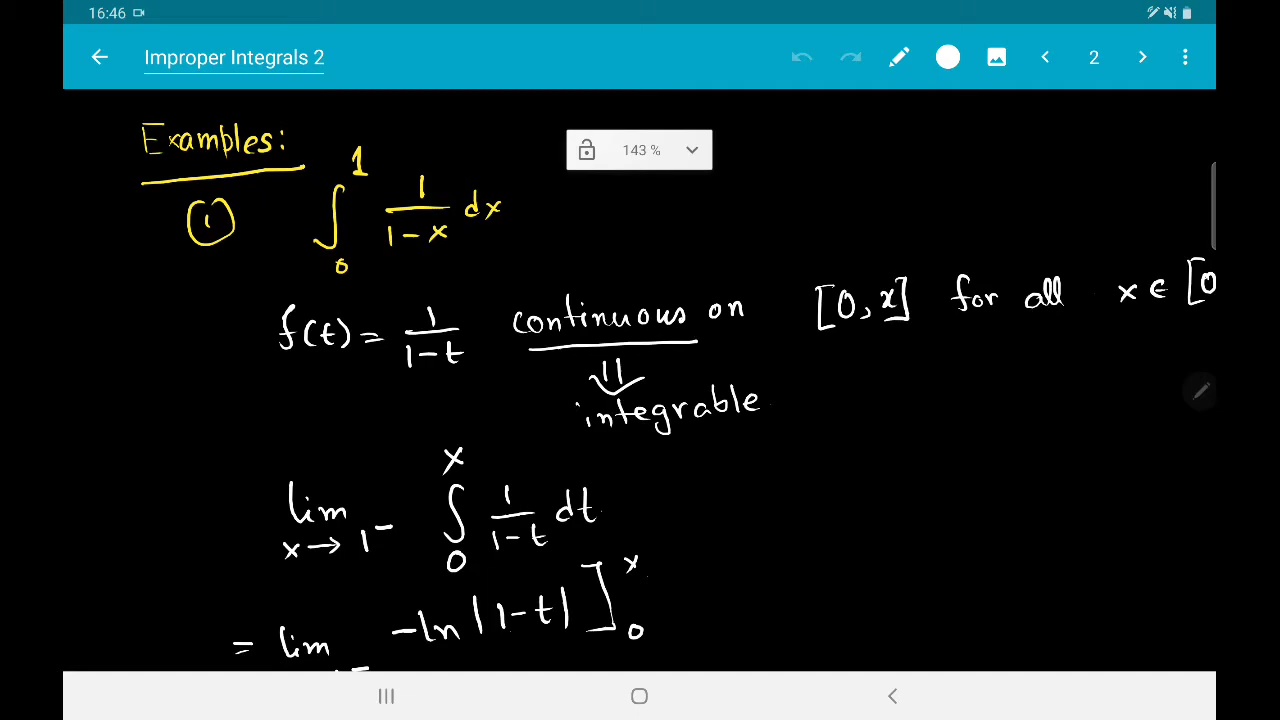 16:46
Improper Integrals 2
2
Examples:
143 %
① ∫₀¹ 1/(1-x) dx
f(t) = 1/(1-t) continuous on [0, x] for all x ∈ [0
⇓
integrable
lim x→1⁻ ∫₀ˣ 1/(1-t) dt
= lim -ln |1-t| ]₀ˣ